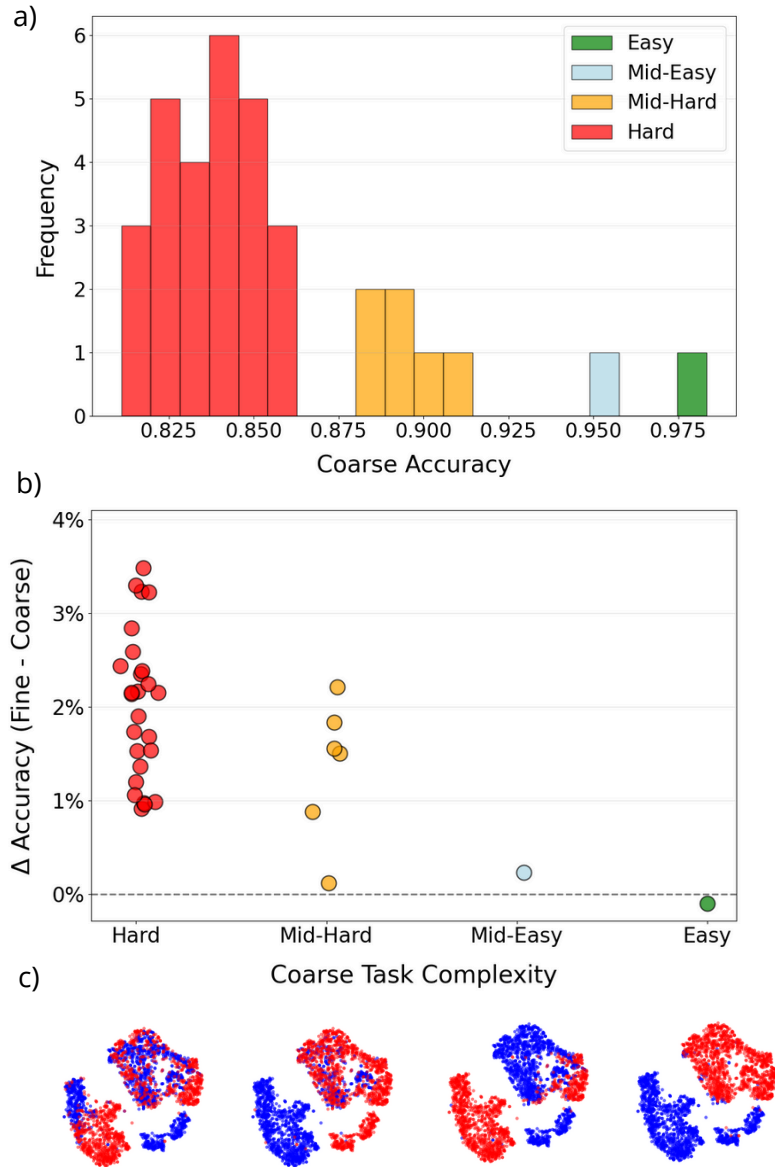 a)
6
5
4
3
2
1
0
Frequency
Easy
Mid-Easy
Mid-Hard
Hard
0.825 0.850 0.875 0.900 0.925 0.950 0.975
Coarse Accuracy
b)
4%
3%
2%
1%
0%
Δ Accuracy (Fine - Coarse)
Hard Mid-Hard Mid-Easy Easy
Coarse Task Complexity
c)